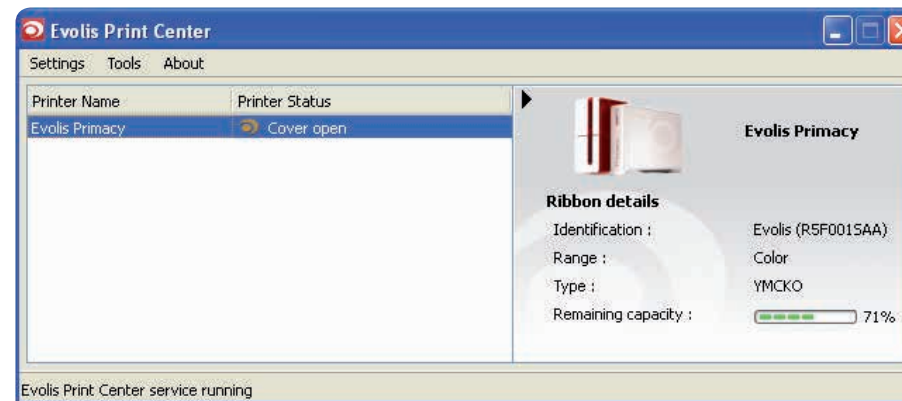 Evolis Print Center
Settings Tools About
Printer Name Printer Status
Evolis Primacy Cover open
Evolis Primacy
Ribbon details
Identification : Evolis (R5F001SAA)
Range : Color
Type : YMCKO
Remaining capacity : 71%
Evolis Print Center service running